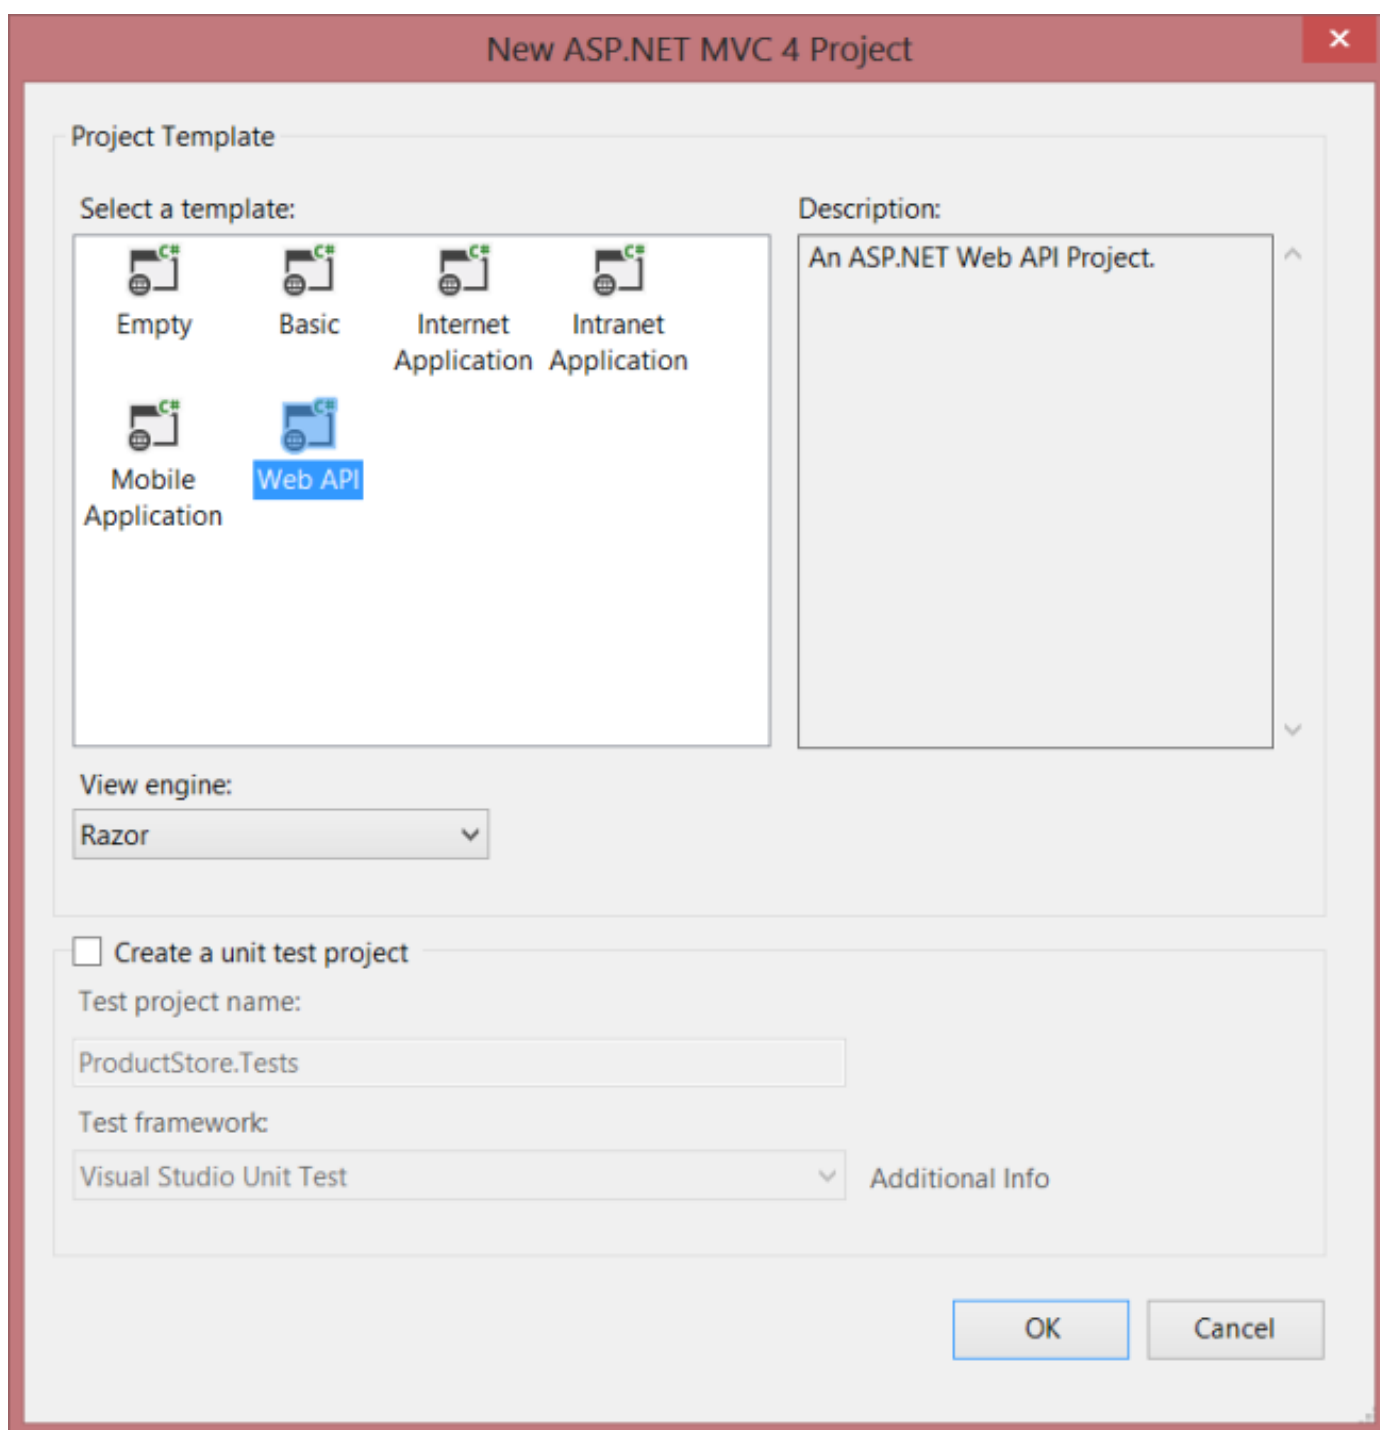 New ASP.NET MVC 4 Project
Project Template
Select a template:
Description:
C#
C#
C#
C#
Empty
Basic
Internet
Application
Intranet
Application
An ASP.NET Web API Project.
C#
C#
Mobile
Application
Web API
View engine:
Razor
Create a unit test project
Test project name:
ProductStore.Tests
Test framework:
Visual Studio Unit Test
Additional Info
OK
Cancel